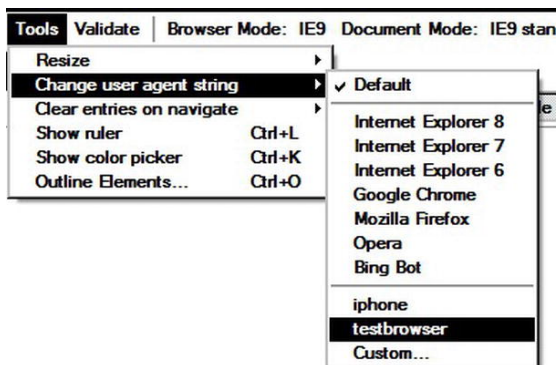 Tools Validate Browser Mode: IE9 Document Mode: IE9 stan
Resize
Change user agent string
Clear entries on navigate
Show ruler Ctrl+L
Show color picker Ctrl+K
Outline Elements... Ctrl+O
Default
Internet Explorer 8
Internet Explorer 7
Internet Explorer 6
Google Chrome
Mozilla Firefox
Opera
Bing Bot
iphone
testbrowser
Custom...